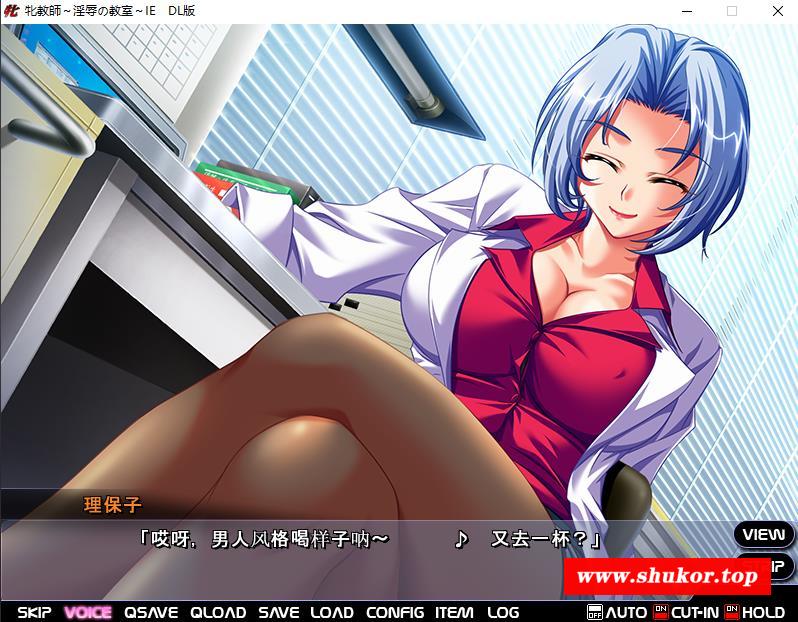 牝 牝教師～淫辱の教室～IE DL版
理保子
「哎呀，男人风格喝样子呐～ ♪ 又去一杯？」
VIEW
IP
www.shukor.top
SKIP VOICE QSAVE QLOAD SAVE LOAD CONFIG ITEM LOG OFF AUTO ON CUT-IN ON HOLD